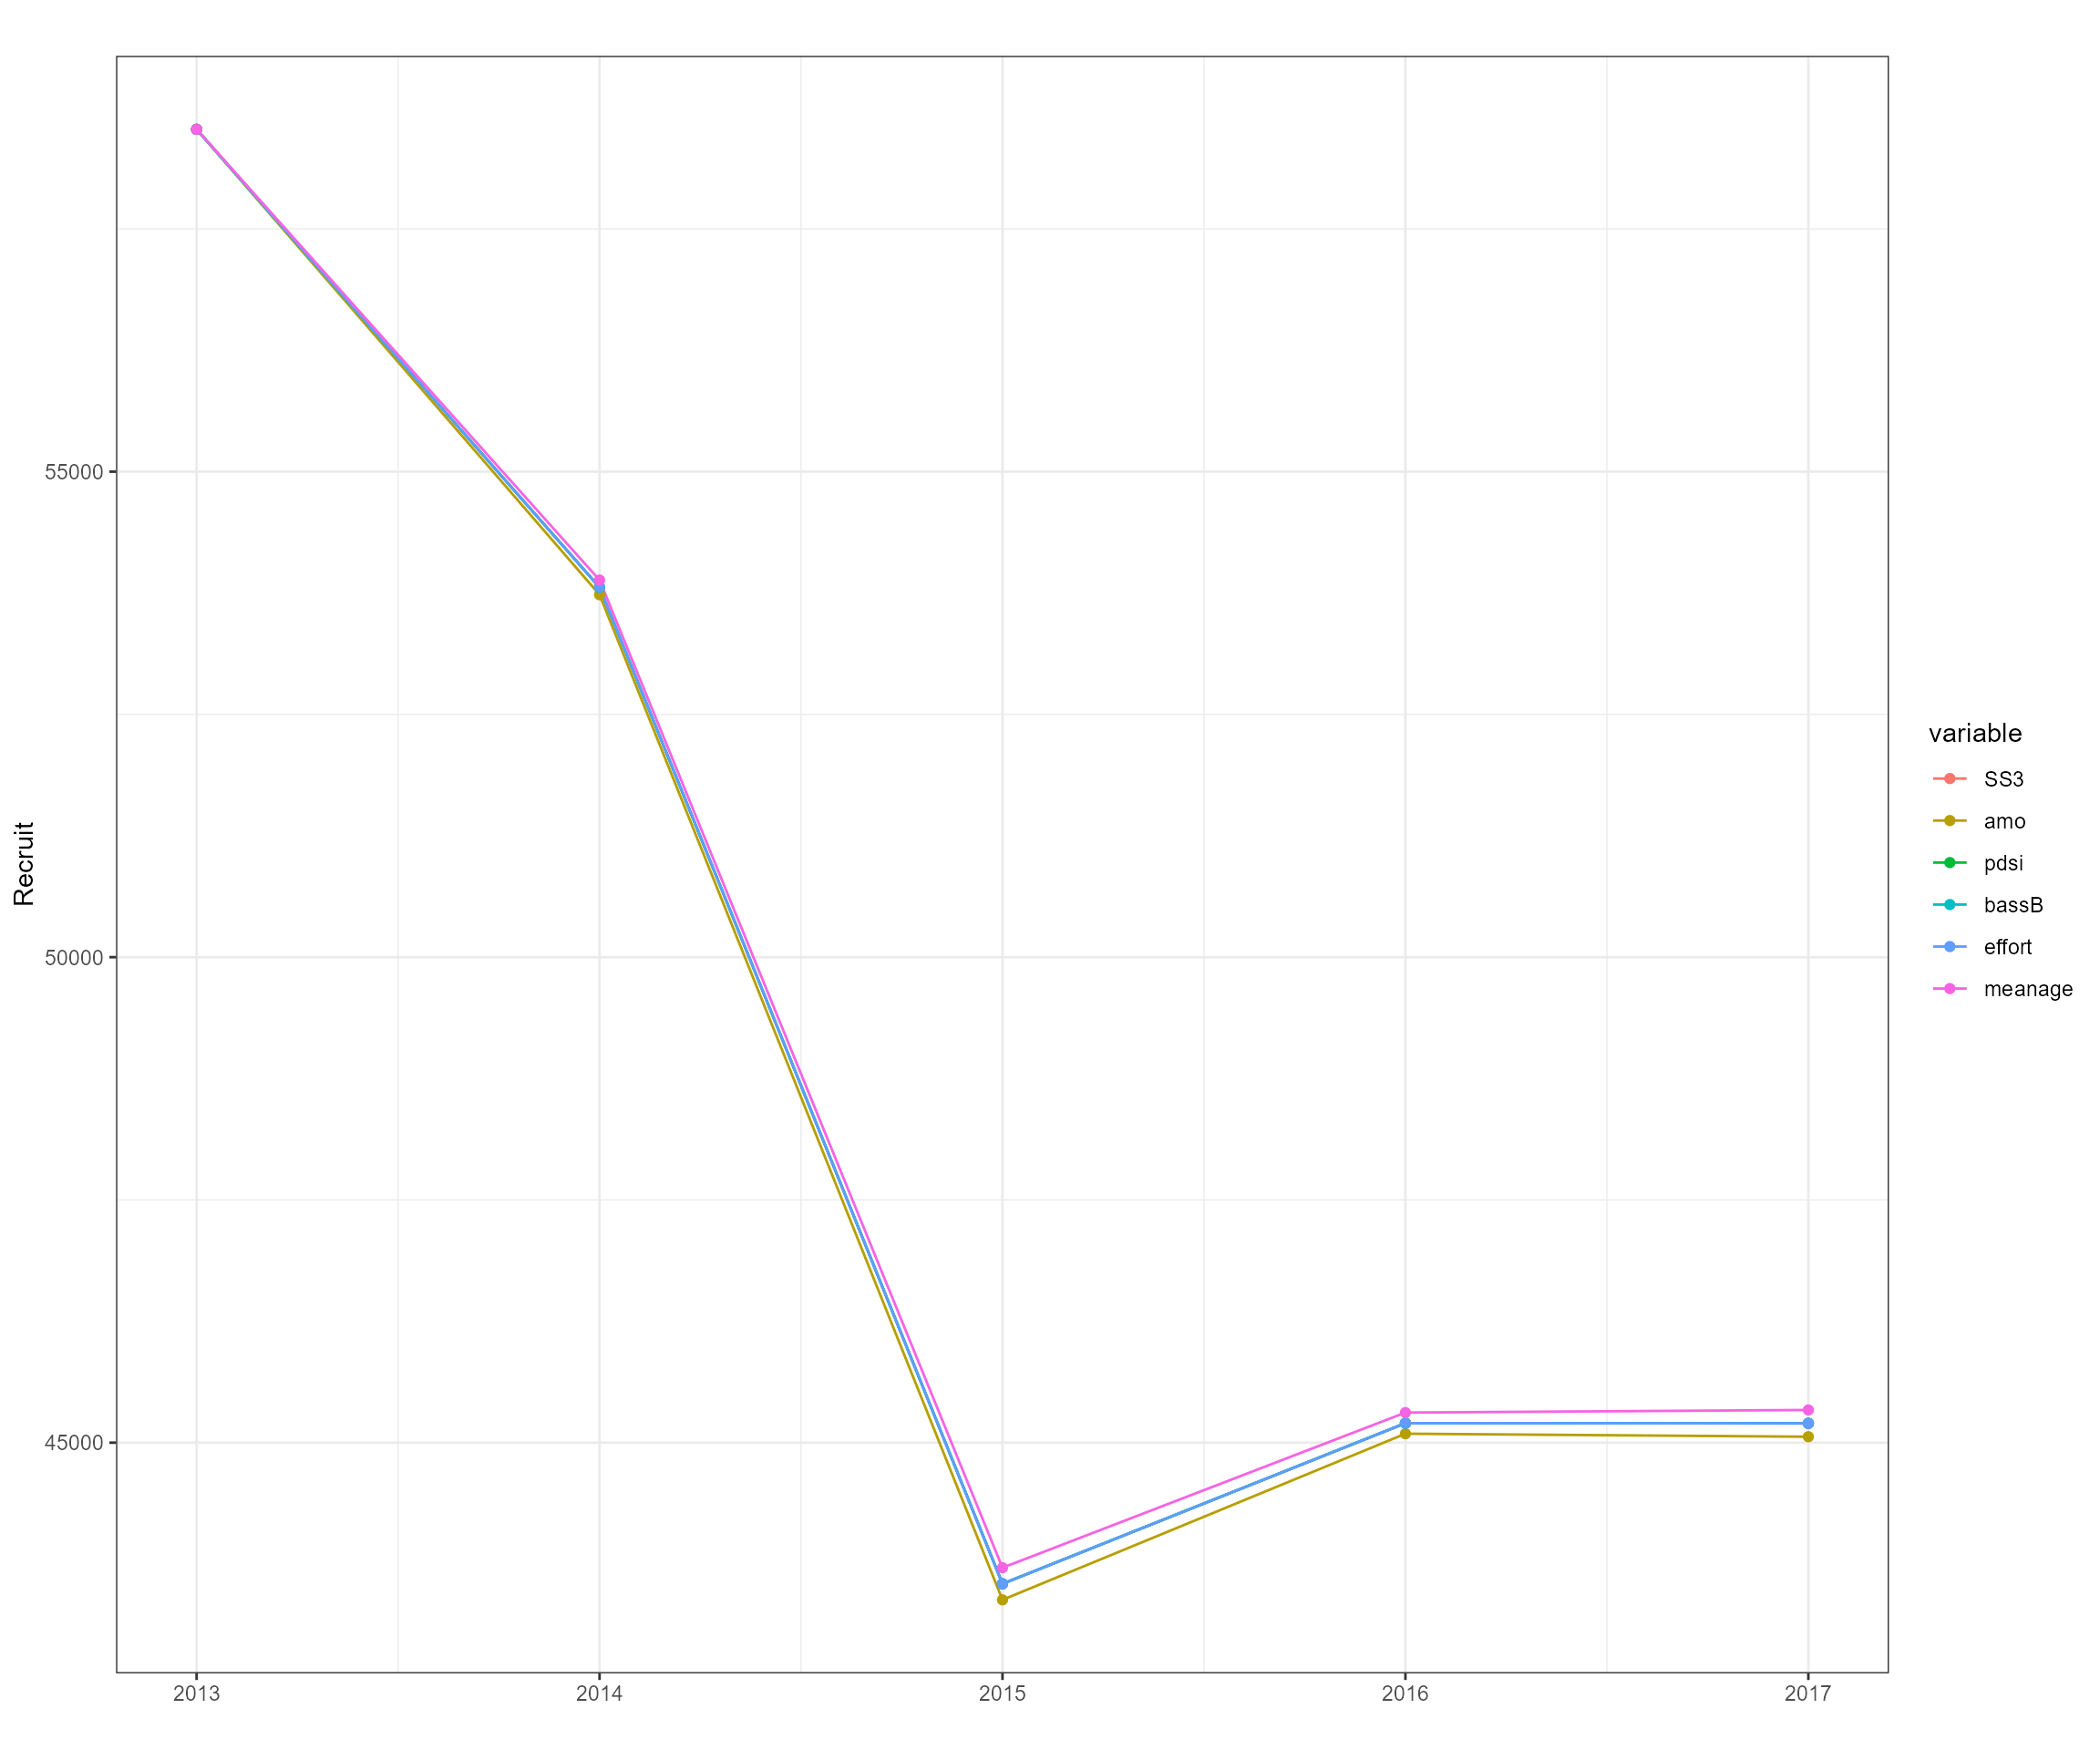 Recruit
55000
50000
45000
2013 2014 2015 2016 2017
variable
SS3
amo
pdsi
bassB
effort
meanage